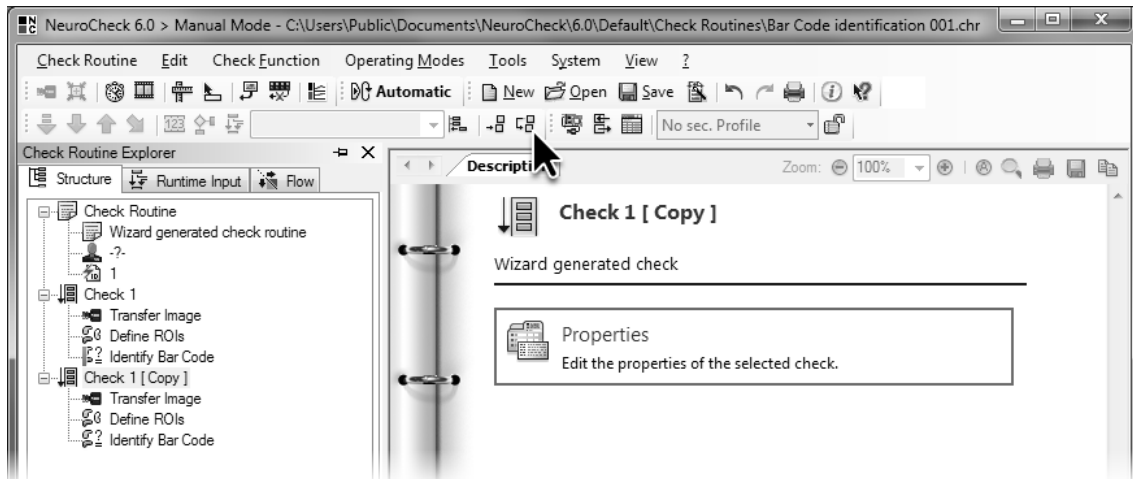 NeuroCheck 6.0 > Manual Mode - C:\Users\Public\Documents\NeuroCheck\6.0\Default\Check Routines\Bar Code identification 001.chr
Check Routine Edit Check Function Operating Modes Tools System View ?
Automatic New Open Save
123 No sec. Profile
Check Routine Explorer
Structure Runtime Input Flow
Check Routine
Wizard generated check routine
-?-
1
Check 1
Transfer Image
Define ROIs
Identify Bar Code
Check 1 [ Copy ]
Transfer Image
Define ROIs
Identify Bar Code
Zoom: 100%
Check 1 [ Copy ]
Wizard generated check
Properties
Edit the properties of the selected check.